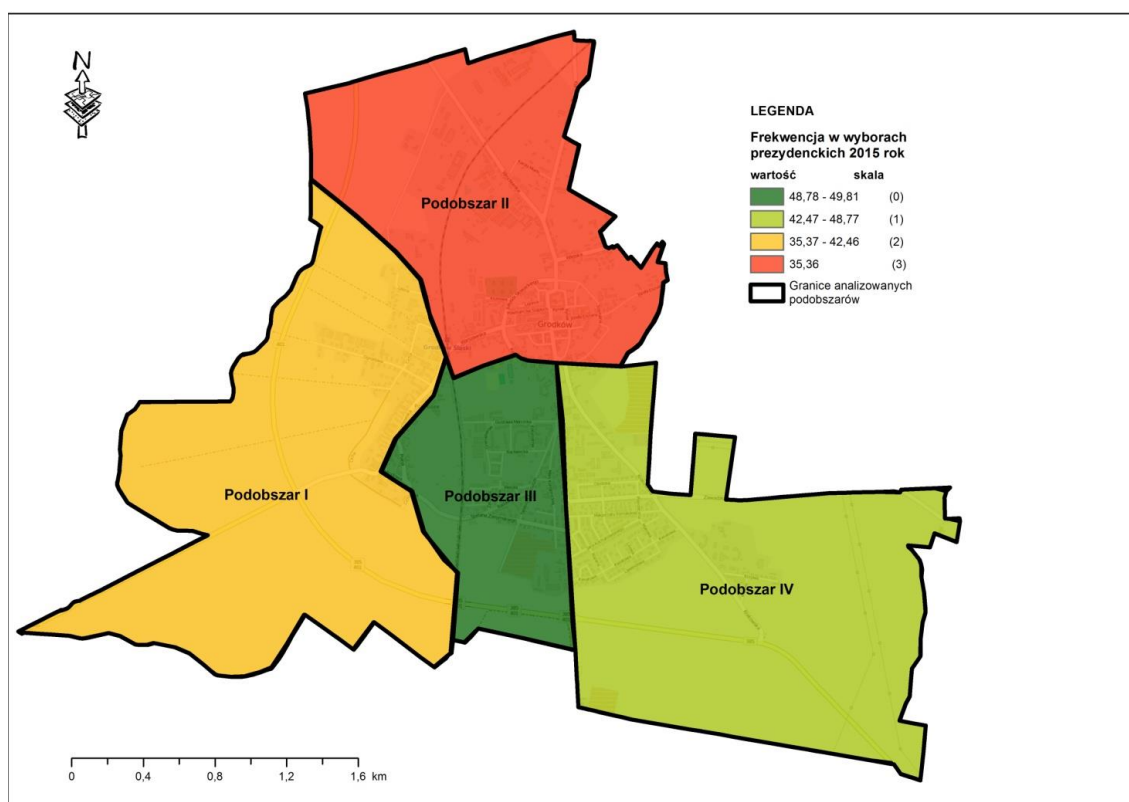 N
LEGENDA
Frekwencja w wyborach
prezydenckich 2015 rok
wartość skala
48,78 - 49,81 (0)
42,47 - 48,77 (1)
35,37 - 42,46 (2)
35,36 (3)
Granice analizowanych
podobszarów
Podobszar II
Grodków
Podobszar I
Podobszar III
Podobszar IV
0 0,4 0,8 1,2 1,6 km